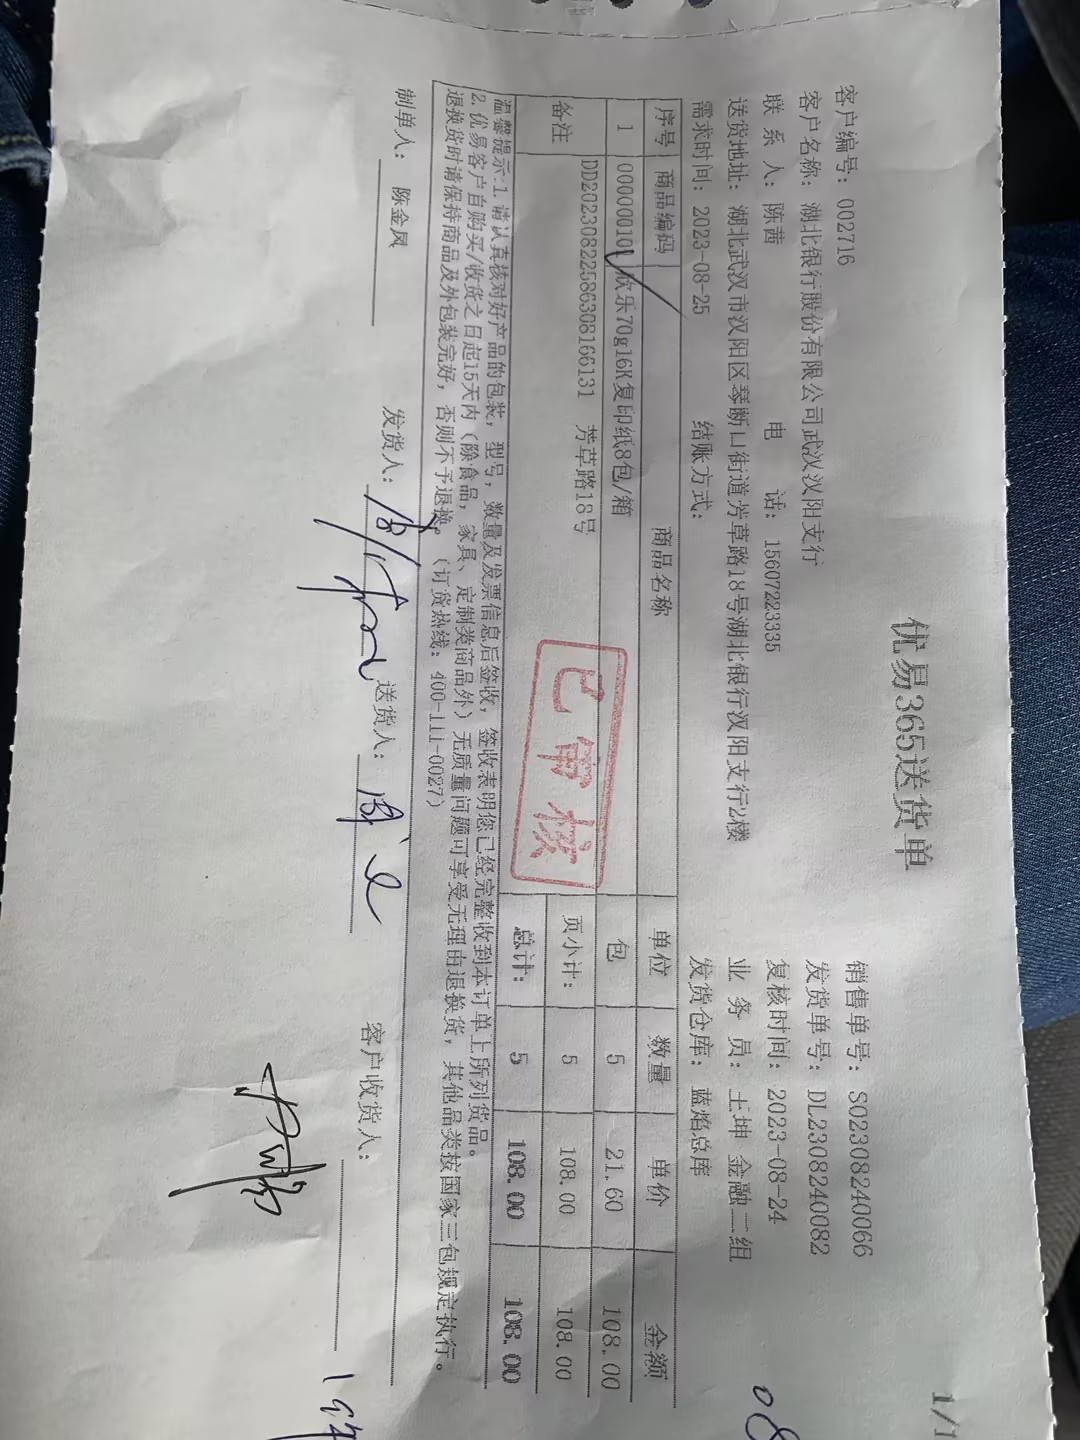 1/1
优易365送货单
客户编号: 002716 销售单号: SO2308240066
客户名称: 湖北银行股份有限公司武汉汉阳支行 发货单号: DL2308240082
联 系 人: 陈茜 电 话: 15607223335 复核时间: 2023-08-24
送货地址: 湖北武汉市汉阳区琴断口街道芳草路18号湖北银行汉阳支行2楼 业 务 员: 王坤 金融二组
需求时间: 2023-08-25 结账方式: 发货仓库: 蓝焰总库
序号 商品编码 商品名称 单位 数量 单价 金额
1 欣乐70g16K复印纸8包/箱 包 5 21.60 108.00
备注 DD20230822586308166131 芳草路18号 页小计: 5 108.00 108.00
总计: 5 108.00 108.00
已审核
温馨提示:1.请认真核对好产品的包装, 型号, 数量及发票信息后签收, 签收表明您已经完整收到本订单上所列货品。
2.优易客户自购买/收货之日起15天内 (除食品, 家具、定制类商品外) 无质量问题可享受无理由退换货, 其他品类按国家三包规定执行。
退换货时请保持商品及外包装完好, 否则不予退换。(订货热线: 400-111-0027)
制单人: 陈金凤 发货人: 送货人: 客户收货人: